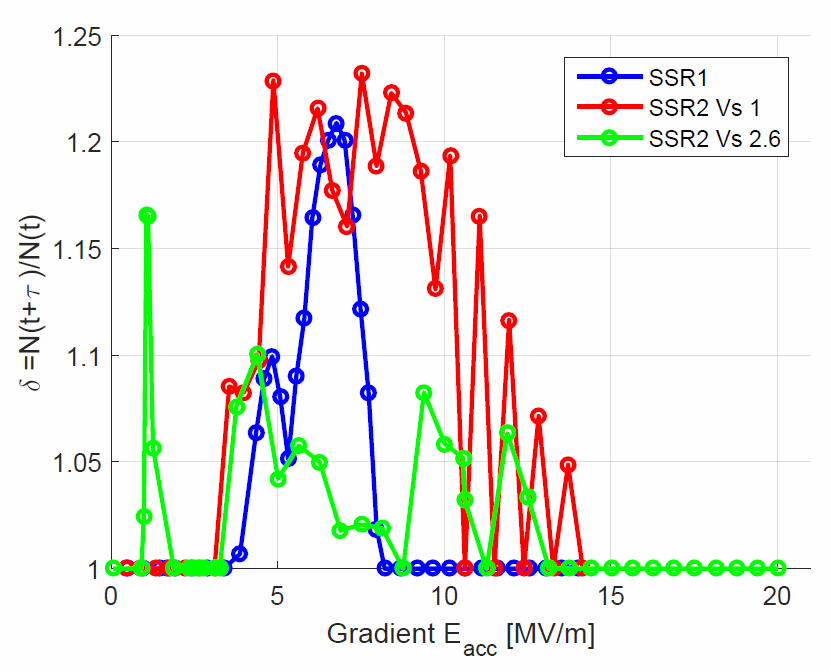 1.25
1.2
1.15
1.1
1.05
1
0
5
10
15
20
δ =N(t+τ )/N(t)
Gradient Eacc [MV/m]
SSR1
SSR2 Vs 1
SSR2 Vs 2.6